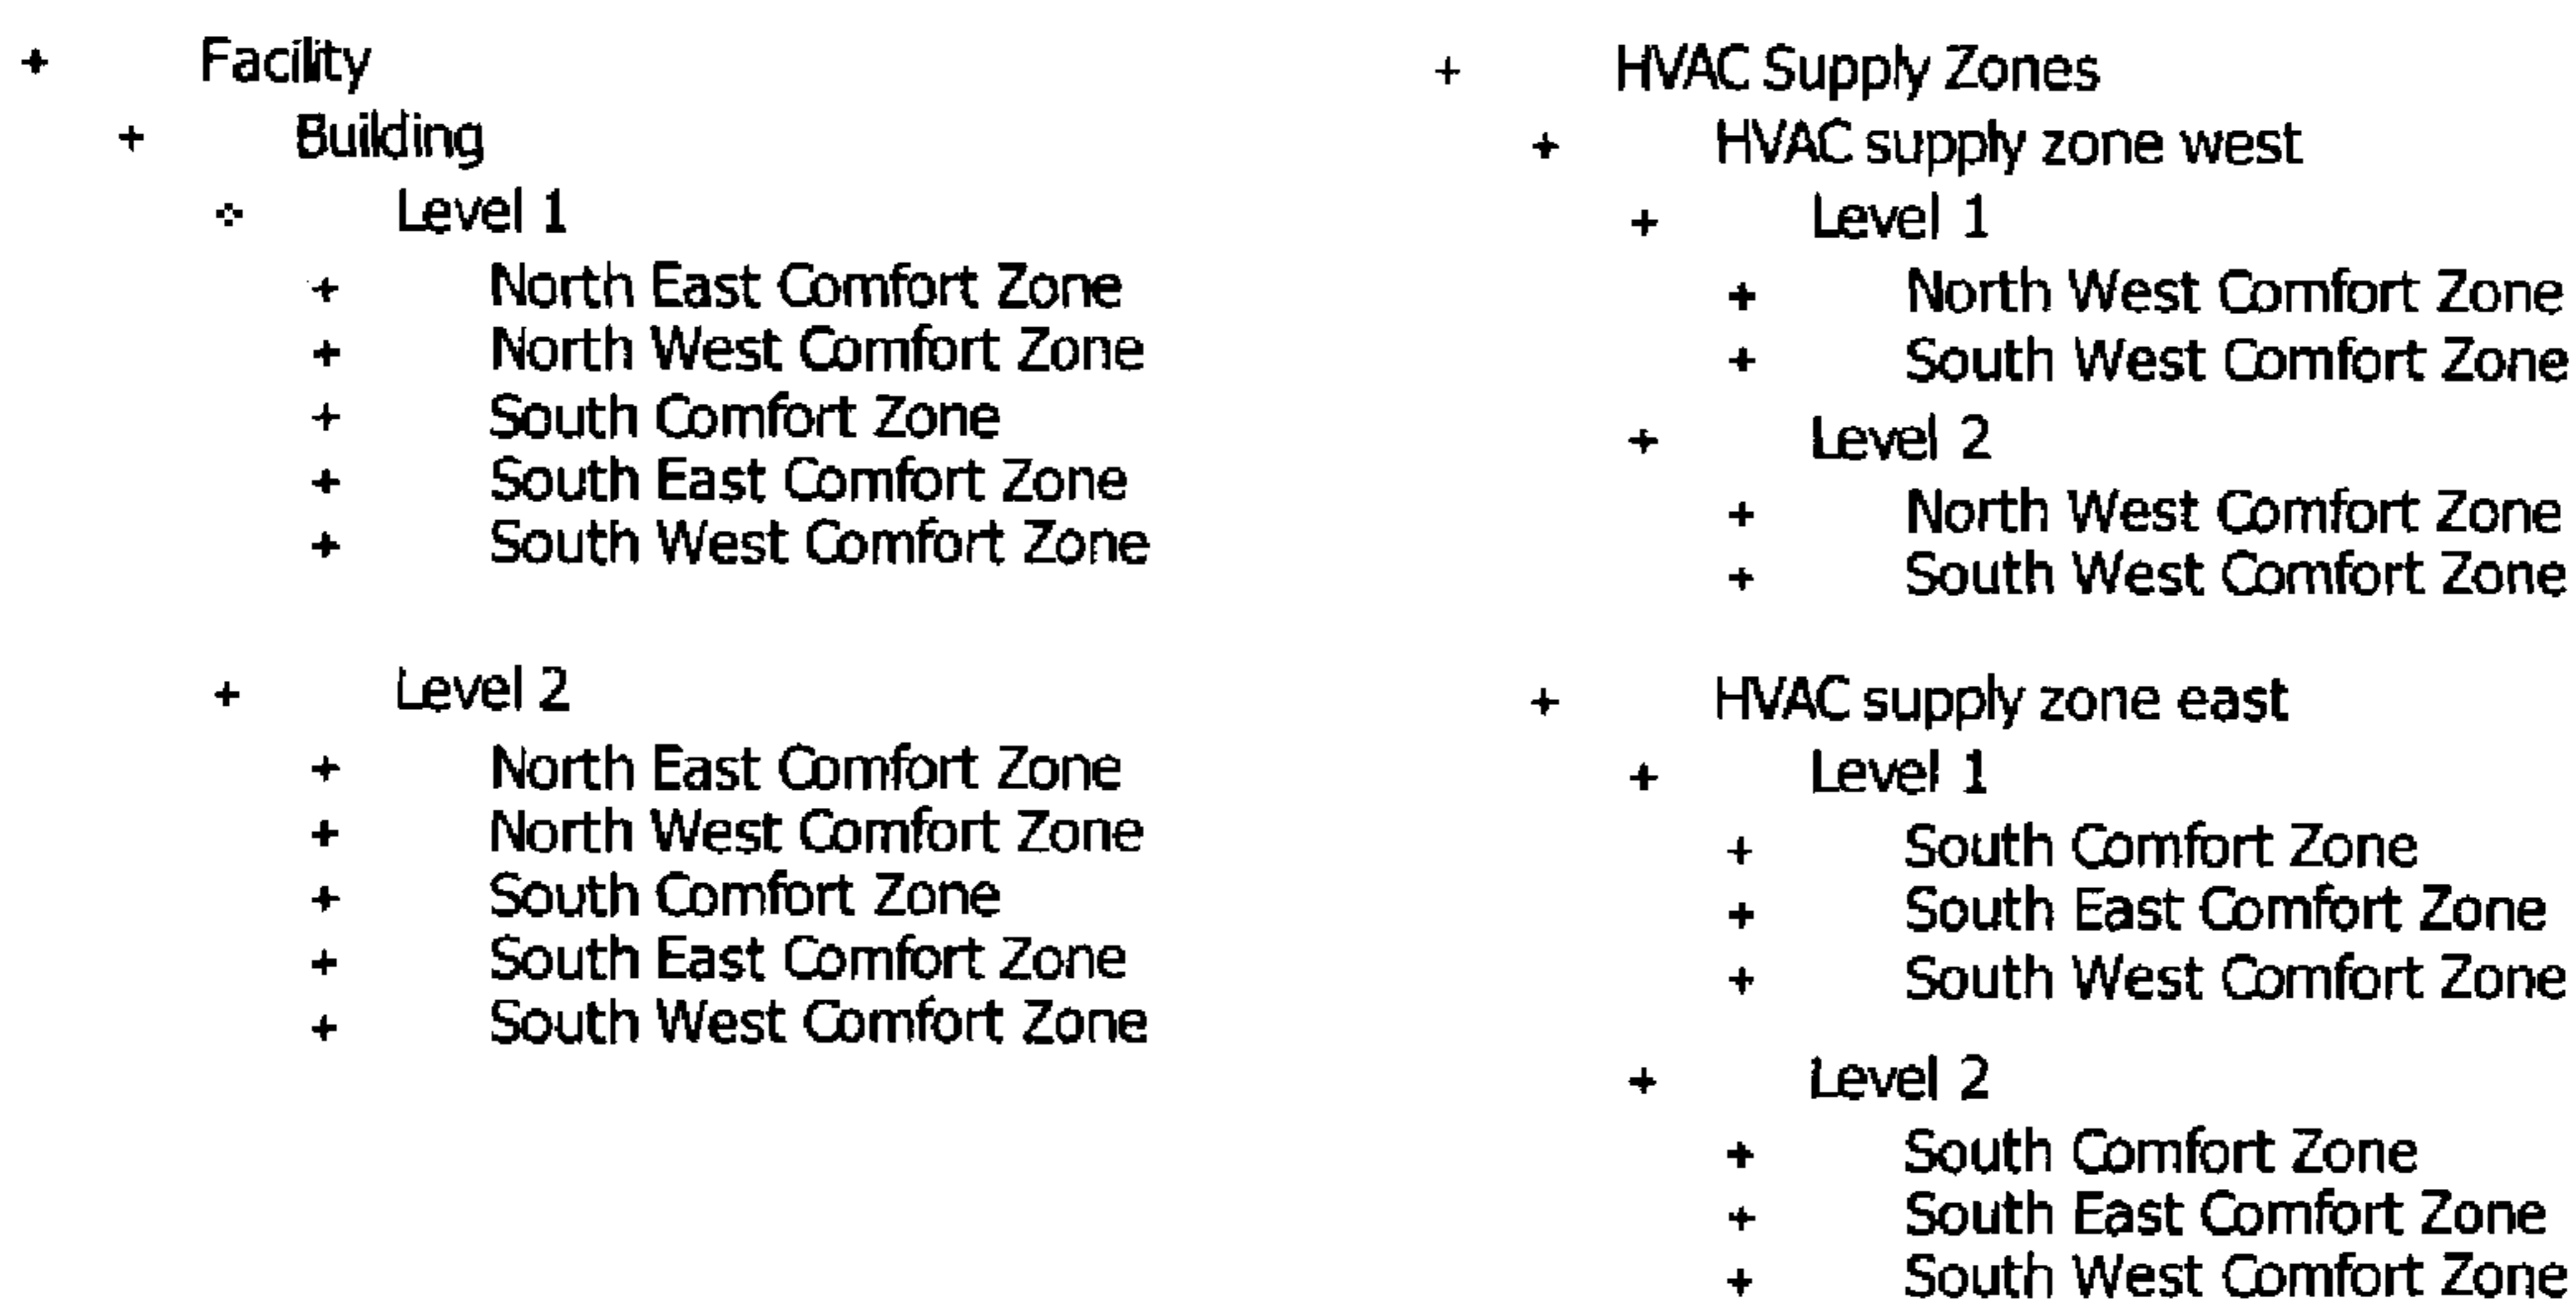 + Facility
+ Building
Level 1
+ North East Comfort Zone
+ North West Comfort Zone
+ South Comfort Zone
+ South East Comfort Zone
+ South West Comfort Zone
+ Level 2
+ North East Comfort Zone
+ North West Comfort Zone
+ South Comfort Zone
+ South East Comfort Zone
+ South West Comfort Zone
+ HVAC Supply Zones
+ HVAC supply zone west
+ Level 1
+ North West Comfort Zone
+ South West Comfort Zone
+ Level 2
+ North West Comfort Zone
+ South West Comfort Zone
+ HVAC supply zone east
+ Level 1
+ South Comfort Zone
+ South East Comfort Zone
+ South West Comfort Zone
+ Level 2
+ South Comfort Zone
+ South East Comfort Zone
+ South West Comfort Zone